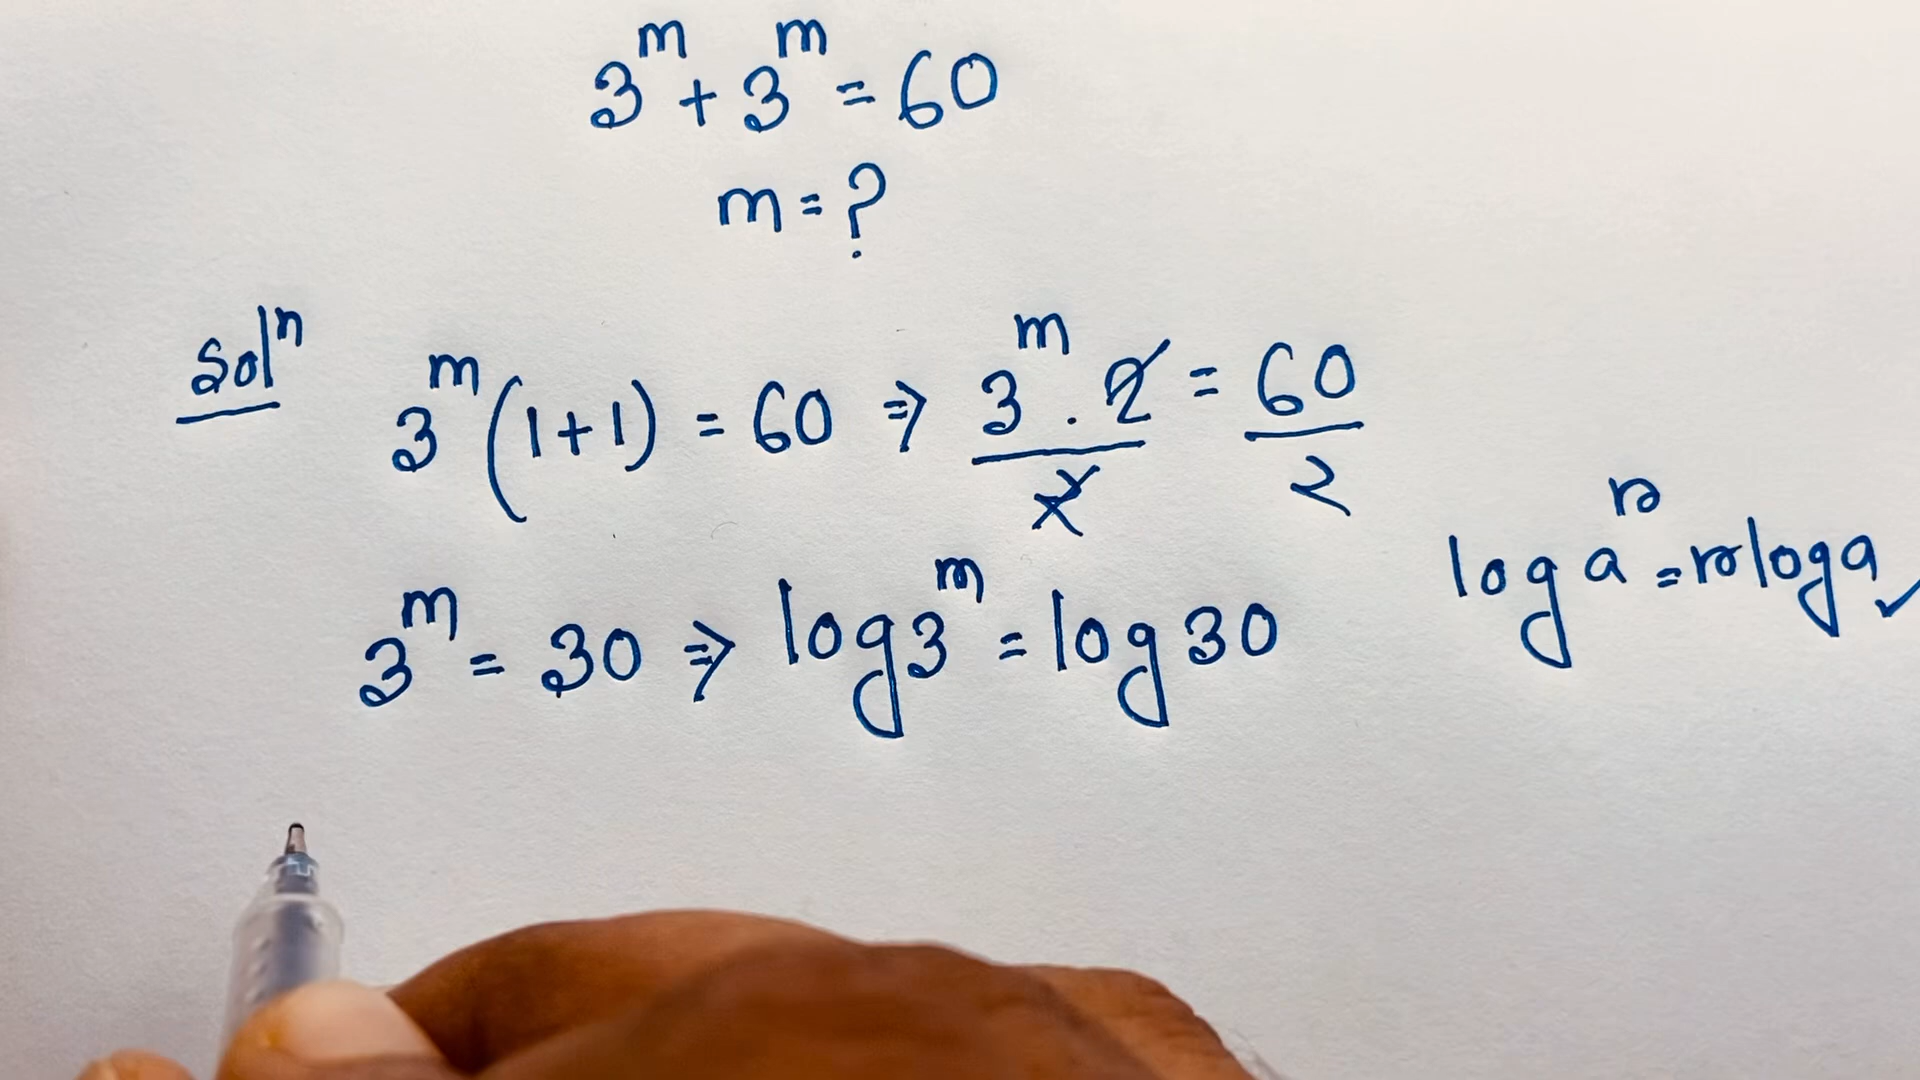 3^m + 3^m = 60
m = ?
Solⁿ
3^m (1+1) = 60 ⇒ 3^m . 2 / 2 = 60 / 2
3^m = 30 ⇒ log 3^m = log 30
log a^n = n log a ✓